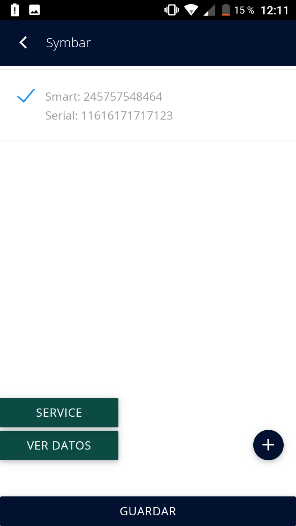 15 % 12:11
Symbar
Smart: 245757548464
Serial: 11616171717123
SERVICE
VER DATOS
GUARDAR